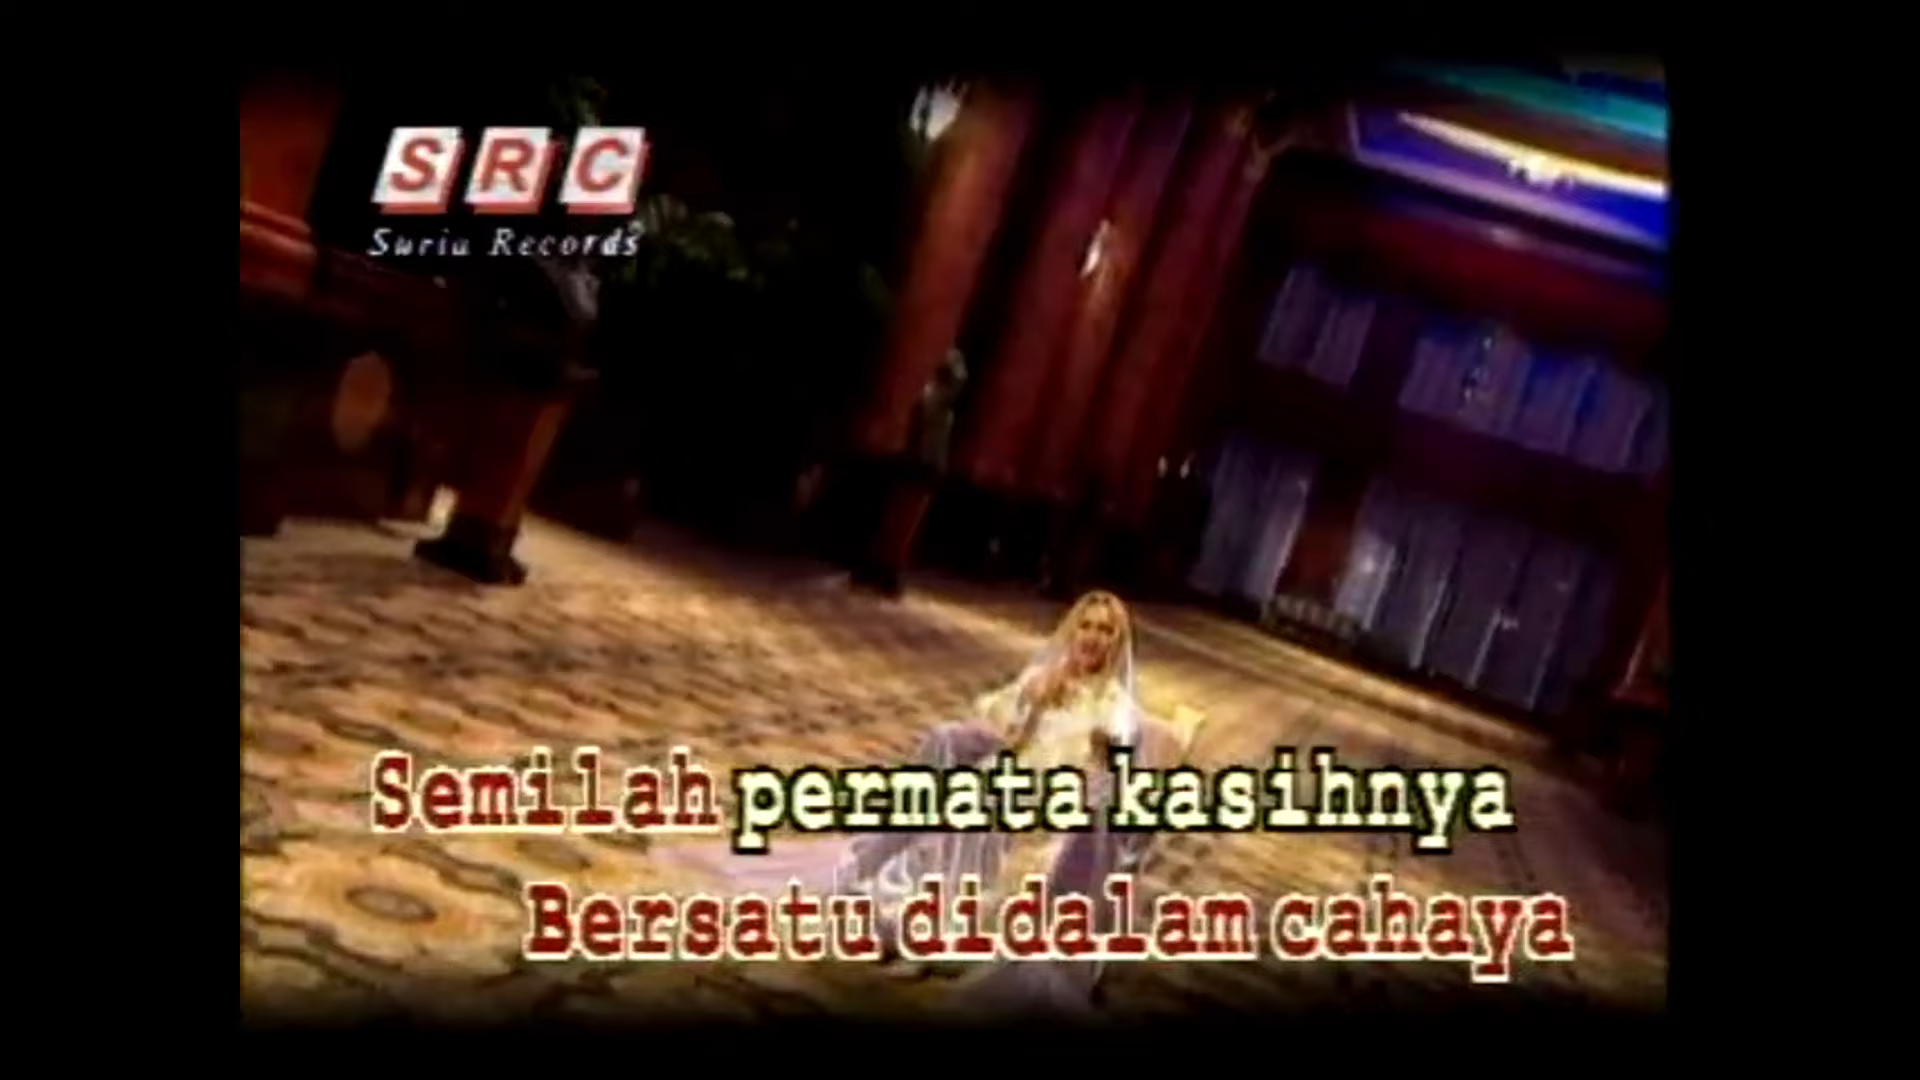 SRC
Suria Records
Semilah permata kasihnya
Bersatu didalam cahaya